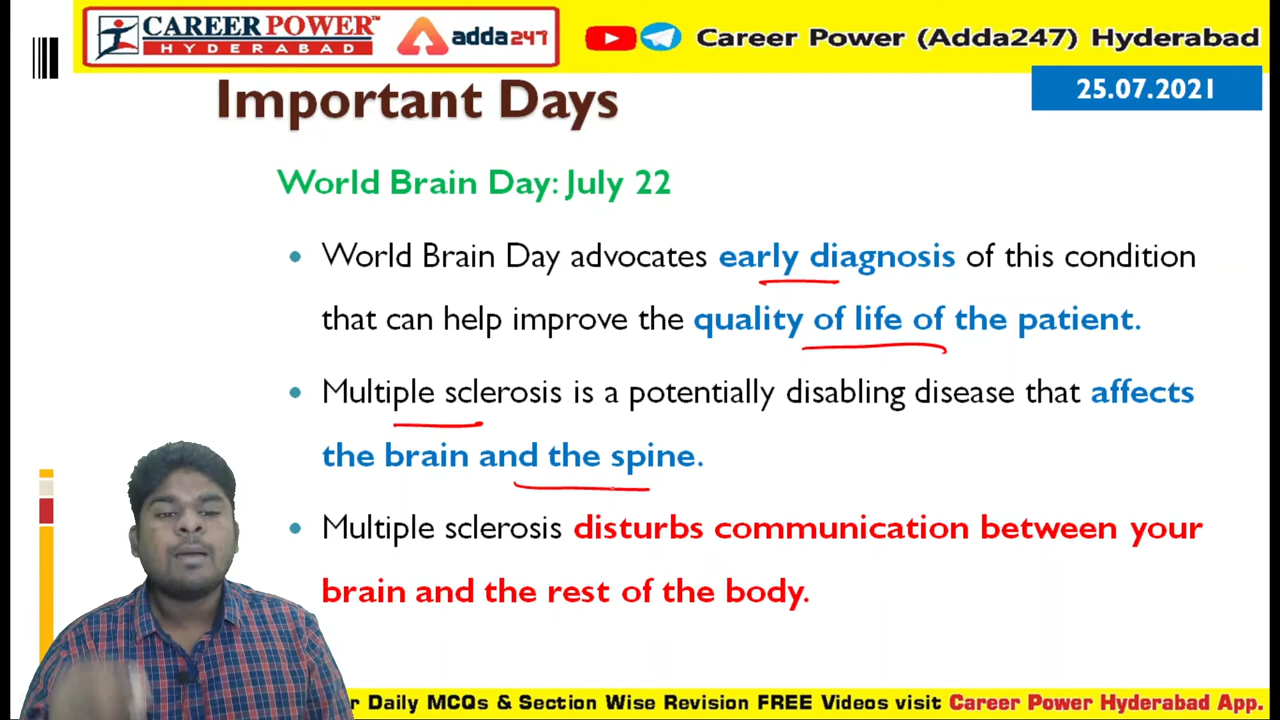 CAREER POWER™
HYDERABAD
adda247
Career Power (Adda247) Hyderabad
Important Days
25.07.2021
World Brain Day: July 22
World Brain Day advocates early diagnosis of this condition
that can help improve the quality of life of the patient.
Multiple sclerosis is a potentially disabling disease that affects
the brain and the spine.
Multiple sclerosis disturbs communication between your
brain and the rest of the body.
Daily MCQs & Section Wise Revision FREE Videos visit Career Power Hyderabad App.